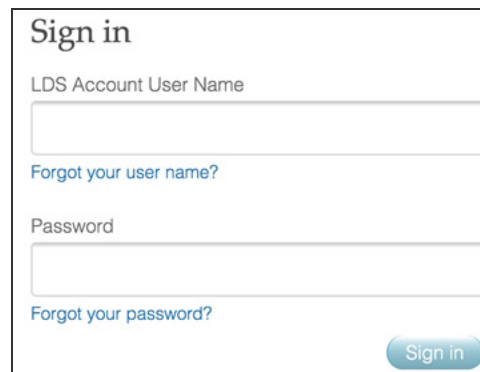 Sign in
LDS Account User Name
Forgot your user name?
Password
Forgot your password?
Sign in